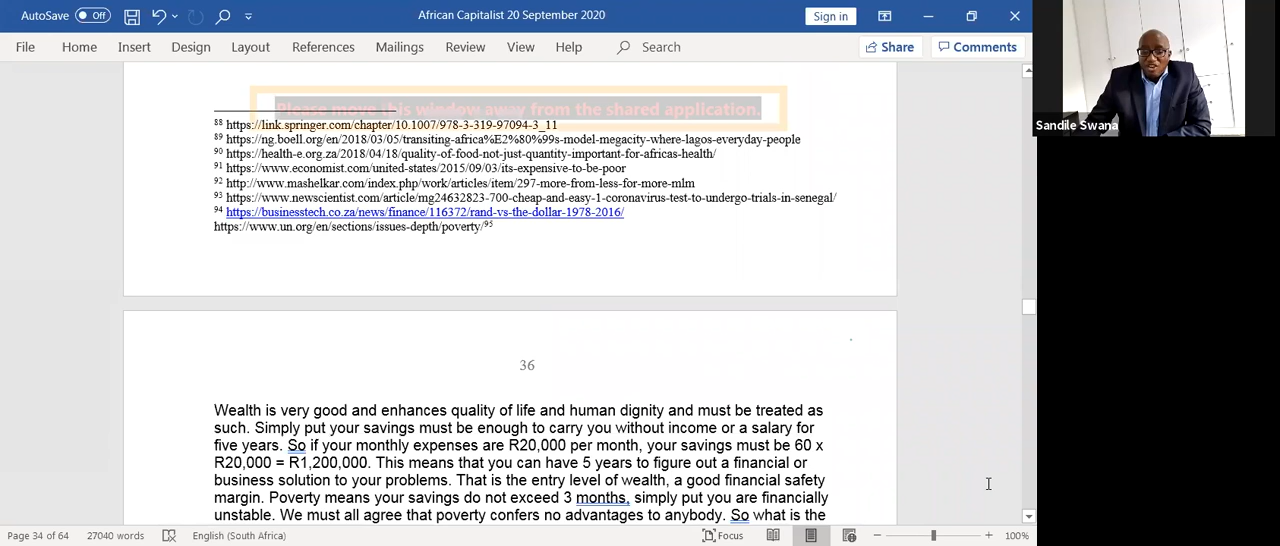 AutoSave Off African Capitalist 20 September 2020 Sign in
File Home Insert Design Layout References Mailings Review View Help Search Share Comments
Please move this window away from the shared application.
88 https://link.springer.com/chapter/10.1007/978-3-319-97094-3_11
89 https://ng.boell.org/en/2018/03/05/transiting-africa%E2%80%99s-model-megacity-where-lagos-everyday-people
90 https://health-e.org.za/2018/04/18/quality-of-food-not-just-quantity-important-for-africas-health/
91 https://www.economist.com/united-states/2015/09/03/its-expensive-to-be-poor
92 http://www.mashelkar.com/index.php/work/articles/item/297-more-from-less-for-more-mlm
93 https://www.newscientist.com/article/mg24632823-700-cheap-and-easy-1-coronavirus-test-to-undergo-trials-in-senegal/
94 https://businesstech.co.za/news/finance/116372/rand-vs-the-dollar-1978-2016/
https://www.un.org/en/sections/issues-depth/poverty/95
36
Wealth is very good and enhances quality of life and human dignity and must be treated as
such. Simply put your savings must be enough to carry you without income or a salary for
five years. So if your monthly expenses are R20,000 per month, your savings must be 60 x
R20,000 = R1,200,000. This means that you can have 5 years to figure out a financial or
business solution to your problems. That is the entry level of wealth, a good financial safety
margin. Poverty means your savings do not exceed 3 months, simply put you are financially
unstable. We must all agree that poverty confers no advantages to anybody. So what is the
Page 34 of 64 27040 words English (South Africa) Focus 100%
Sandile Swana